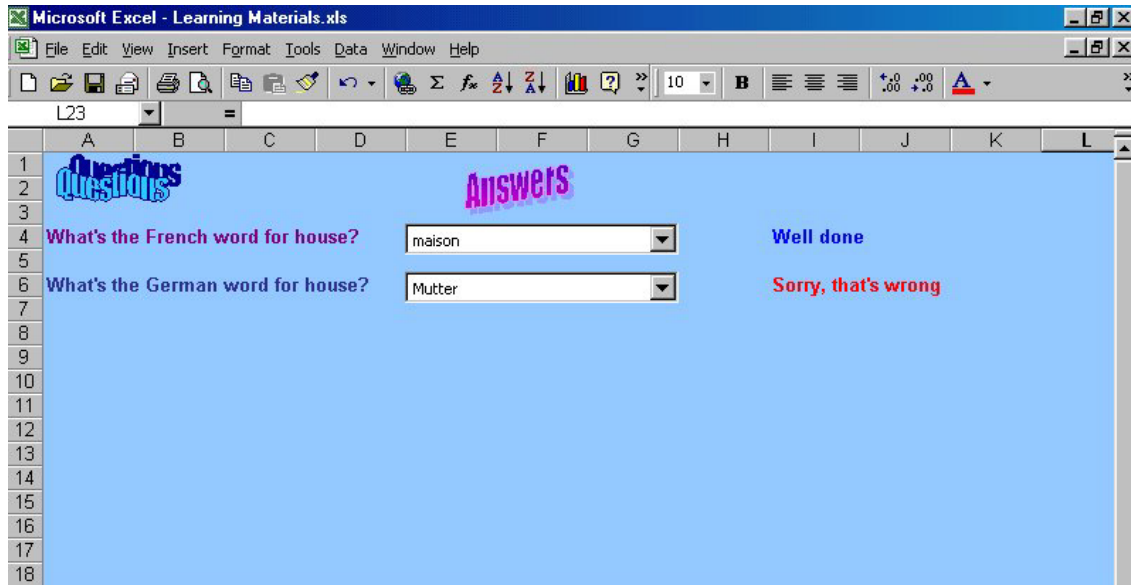 Microsoft Excel - Learning Materials.xls
File Edit View Insert Format Tools Data Window Help
10 B A
L23 =
A B C D E F G H I J K L
1
2
3
4
5
6
7
8
9
10
11
12
13
14
15
16
17
18
Questions Answers
What's the French word for house? maison Well done
What's the German word for house? Mutter Sorry, that's wrong